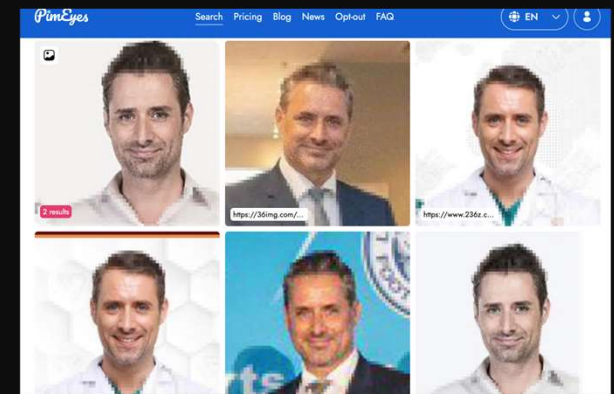 PimEyes
Search Pricing Blog News Opt-out FAQ
EN
2 results
https://36img.com/...
https://www.236z.c...